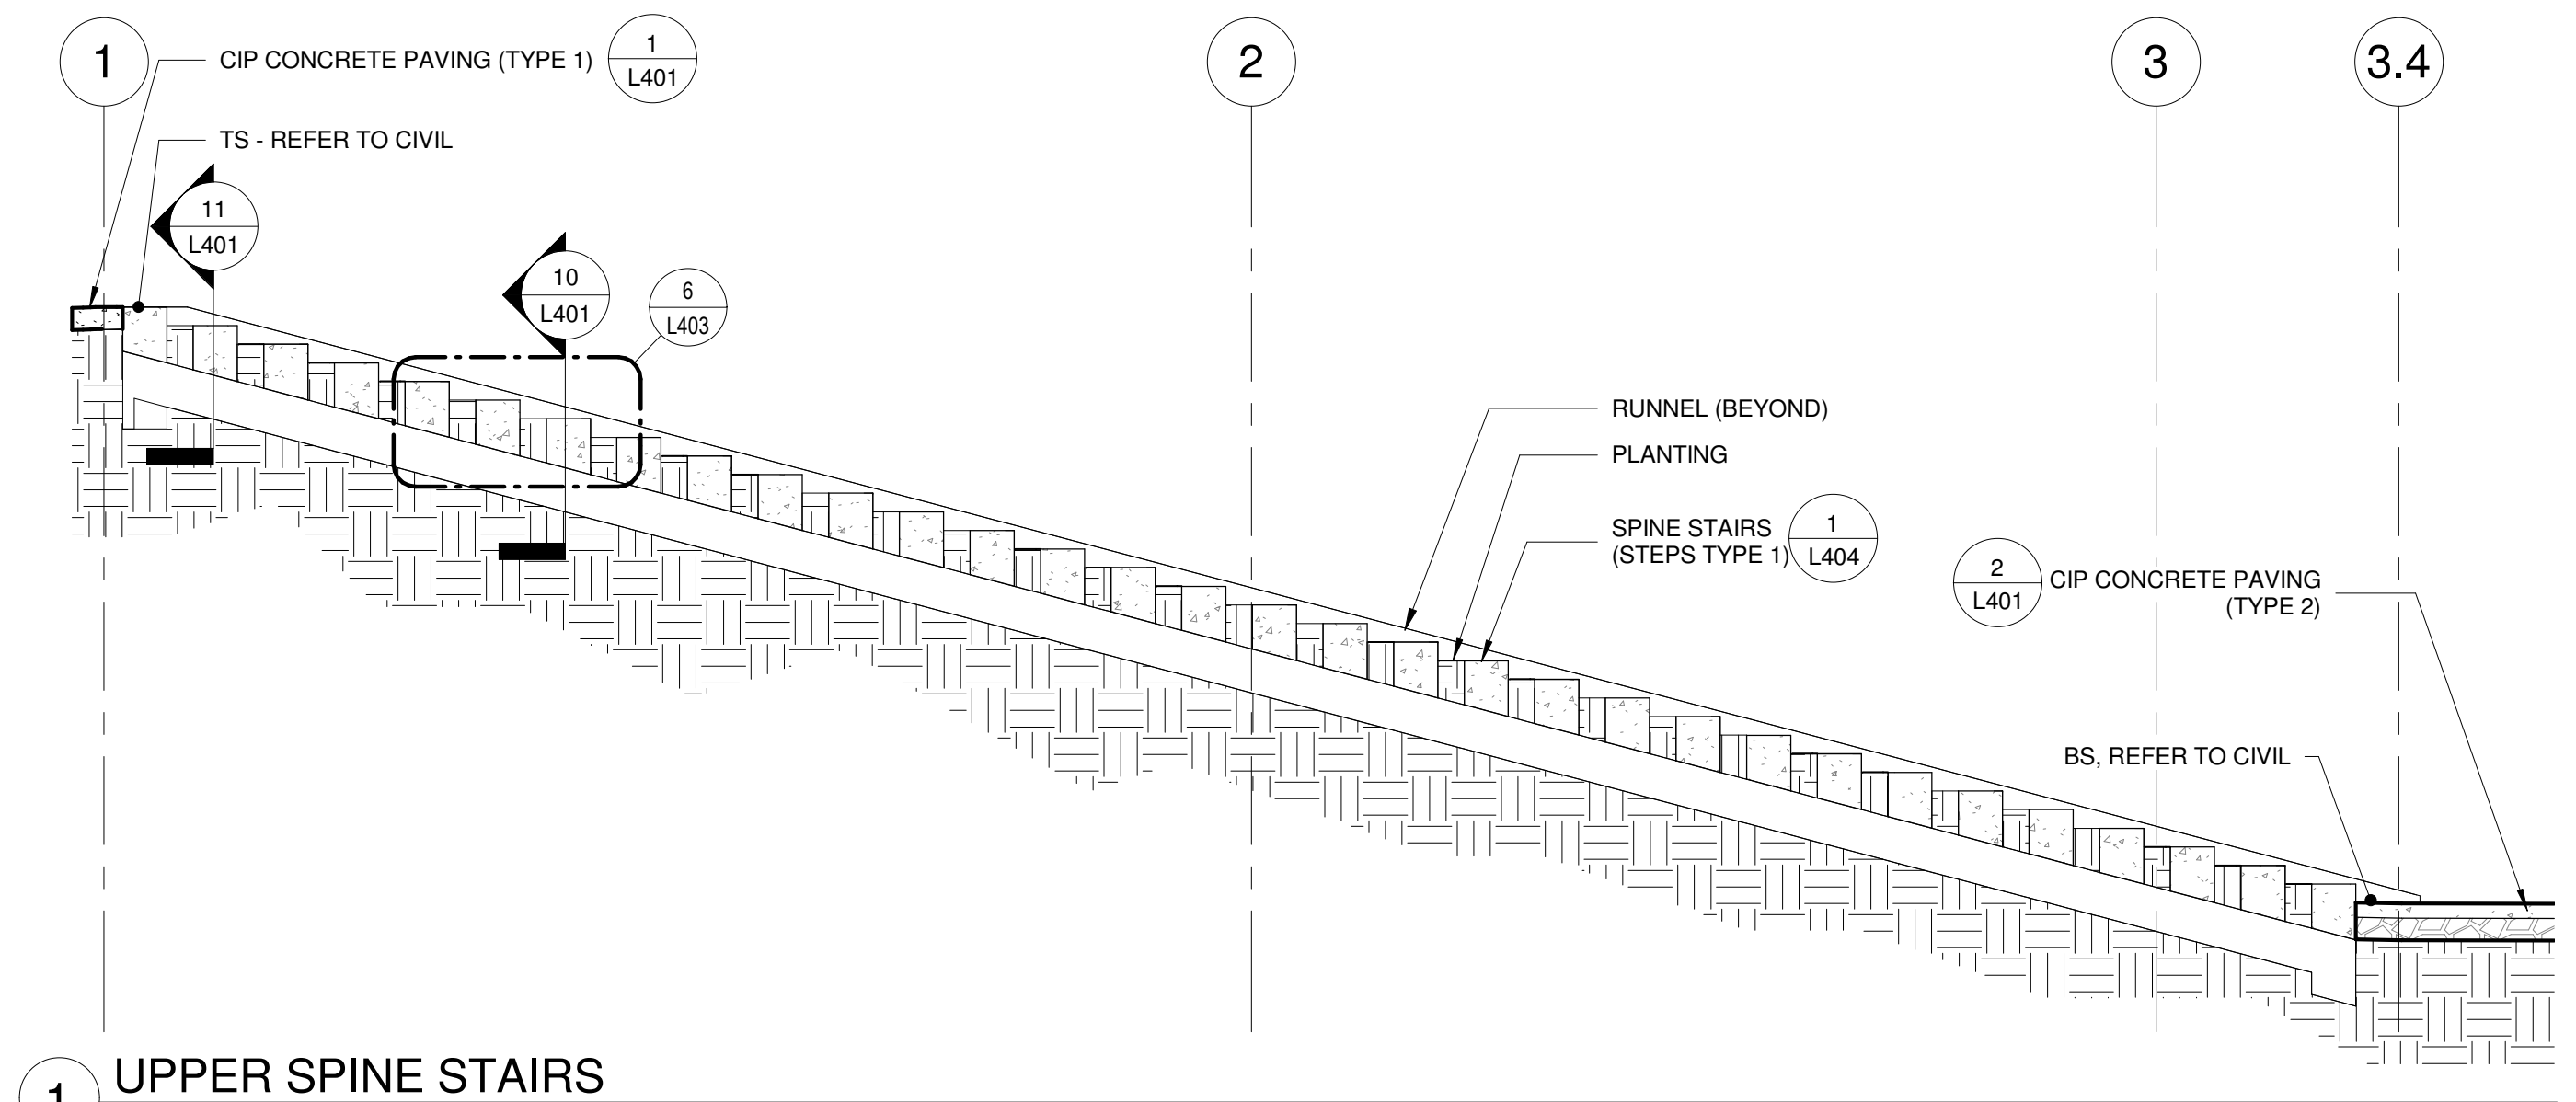 1
CIP CONCRETE PAVING (TYPE 1)
1
L401
2
3
3.4
TS - REFER TO CIVIL
11
L401
10
L401
6
L403
RUNNEL (BEYOND)
PLANTING
SPINE STAIRS
(STEPS TYPE 1)
1
L404
2
L401
CIP CONCRETE PAVING
(TYPE 2)
BS, REFER TO CIVIL
1
UPPER SPINE STAIRS